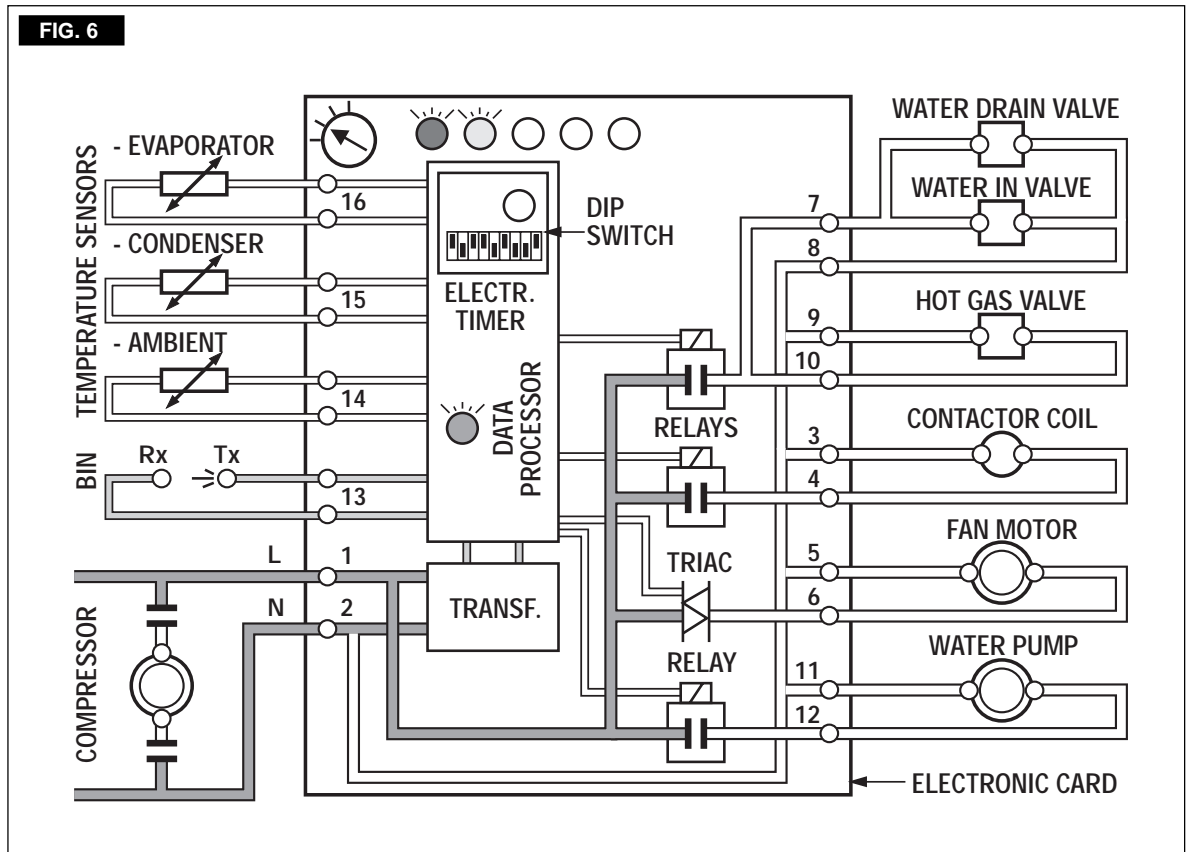 FIG. 6
TEMPERATURE SENSORS
- EVAPORATOR
16
- CONDENSER
15
- AMBIENT
14
BIN
Rx
Tx
13
L
1
N
2
COMPRESSOR
DIP
SWITCH
ELECTR.
TIMER
DATA
PROCESSOR
TRANSF.
RELAYS
TRIAC
RELAY
WATER DRAIN VALVE
WATER IN VALVE
7
8
HOT GAS VALVE
9
10
CONTACTOR COIL
3
4
FAN MOTOR
5
6
WATER PUMP
11
12
ELECTRONIC CARD